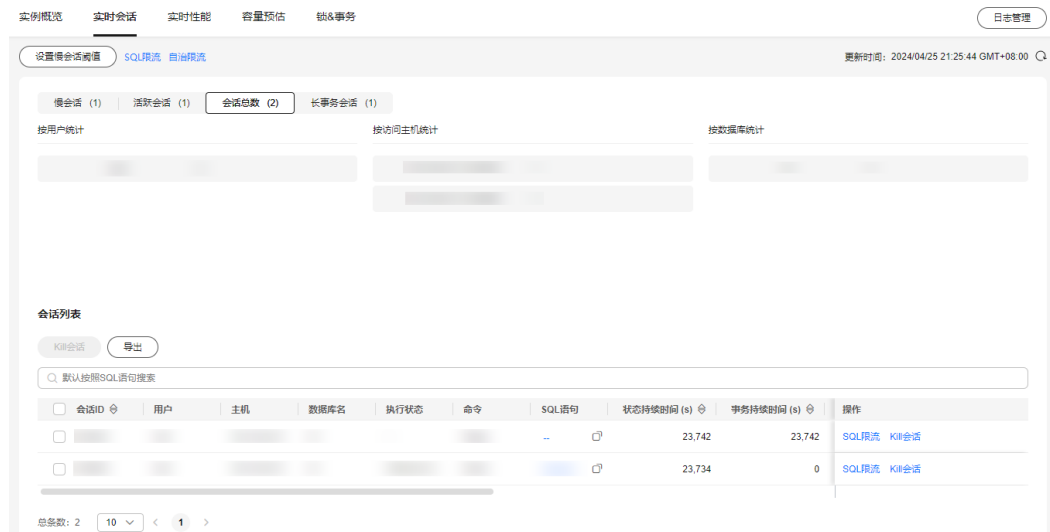 实例概览 实时会话 实时性能 容量预估 锁&事务 日志管理
设置慢会话阈值 SQL限流 自治限流 更新时间：2024/04/25 21:25:44 GMT+08:00
慢会话 (1) 活跃会话 (1) 会话总数 (2) 长事务会话 (1)
按用户统计 按访问主机统计 按数据库统计
会话列表
Kill会话 导出
默认按照SQL语句搜索
会话ID 用户 主机 数据库名 执行状态 命令 SQL语句 状态持续时间 (s) 事务持续时间 (s) 操作
-- 23,742 23,742 SQL限流 Kill会话
23,734 0 SQL限流 Kill会话
总条数: 2 10 < 1 >